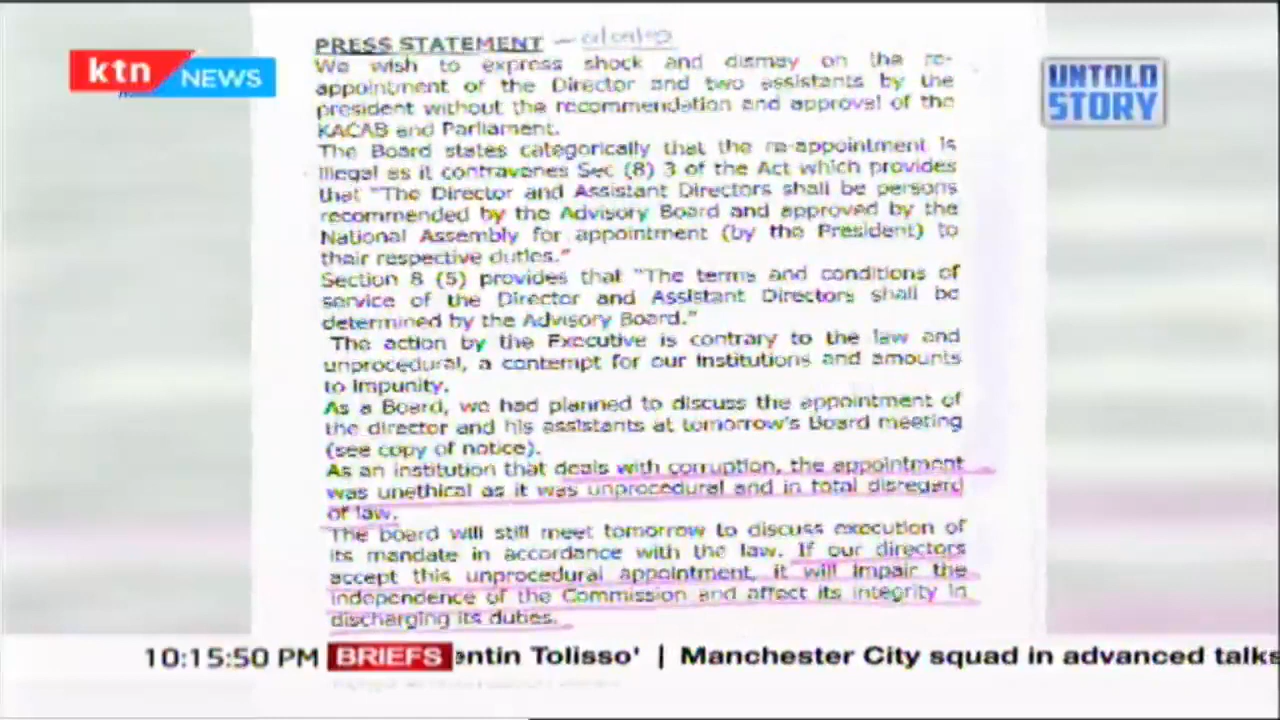 PRESS STATEMENT
We wish to express shock and dismay on the re-
appointment of the Director and two assistants by the
president without the recommendation and approval of the
KACAB and Parliament.
The Board states categorically that the re-appointment is
illegal as it contravenes Sec (8) 3 of the Act which provides
that "The Director and Assistant Directors shall be persons
recommended by the Advisory Board and approved by the
National Assembly for appointment (by the President) to
their respective duties."
Section 8 (5) provides that "The terms and conditions of
service of the Director and Assistant Directors shall be
determined by the Advisory Board."
The action by the Executive is contrary to the law and
unprocedural, a contempt for our institutions and amounts
to impunity.
As a Board, we had planned to discuss the appointment of
the director and his assistants at tomorrow's Board meeting
(see copy of notice).
As an institution that deals with corruption, the appointment
was unethical as it was unprocedural and in total disregard
of law.
The board will still meet tomorrow to discuss execution of
its mandate in accordance with the law. If our directors
accept this unprocedural appointment, it will impair the
independence of the Commission and affect its integrity in
discharging its duties.
ktn NEWS
UNTOLD
STORY
10:15:50 PM BRIEFS entin Tolisso' | Manchester City squad in advanced talks